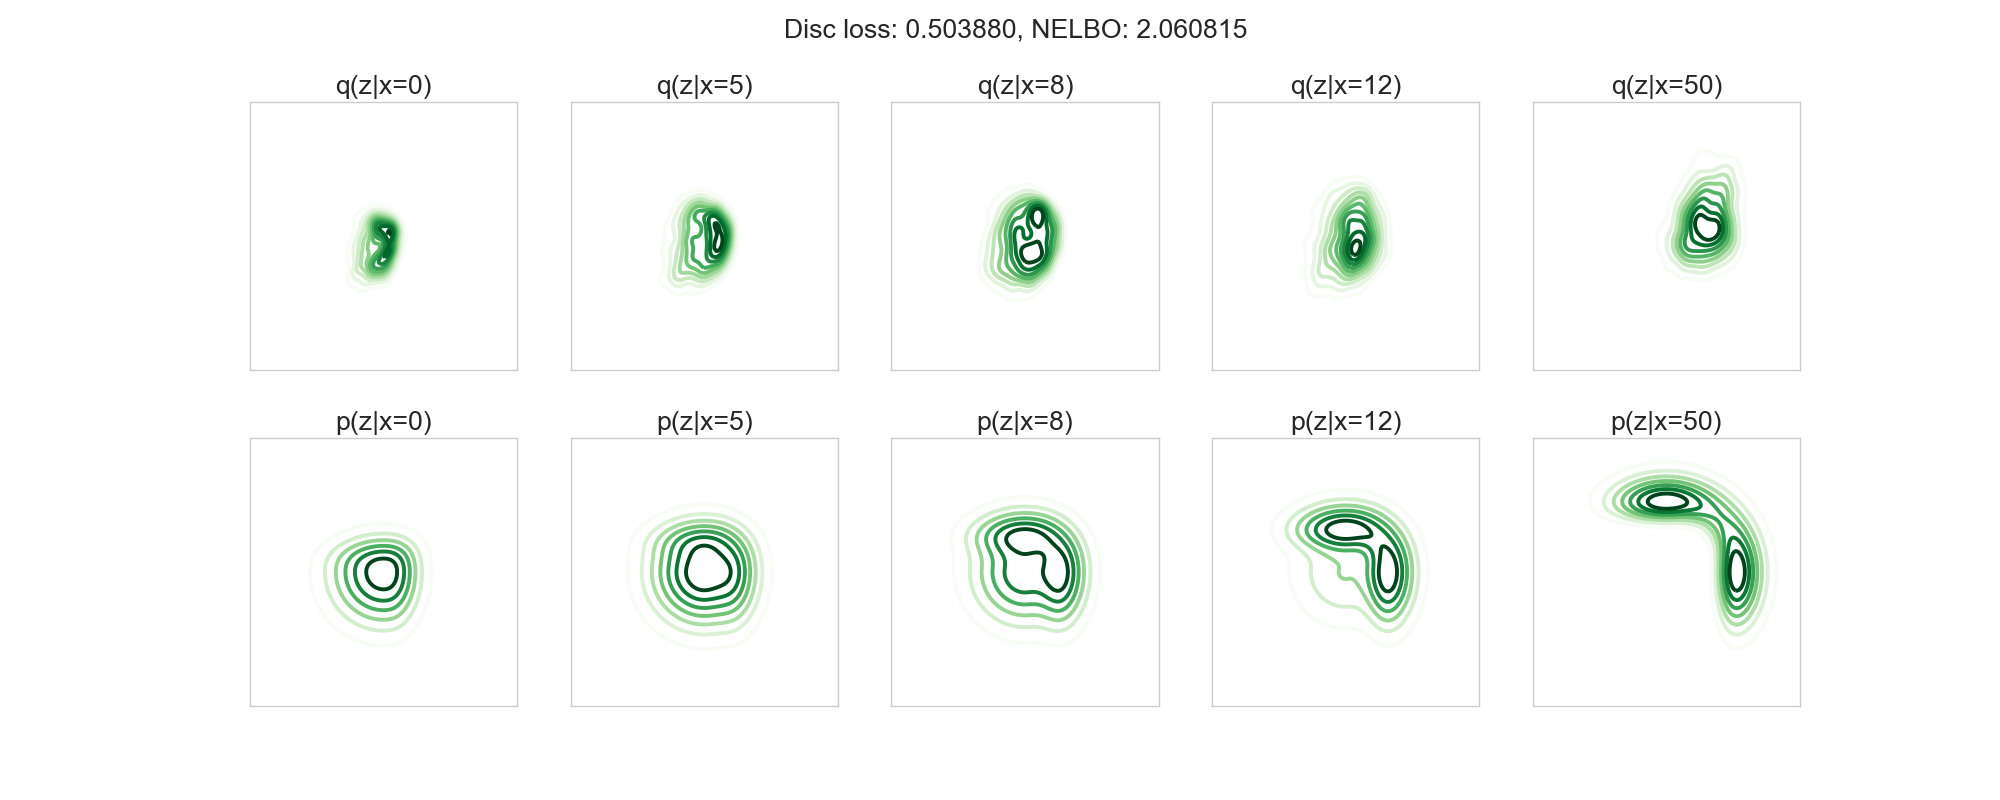 Disc loss: 0.503880, NELBO: 2.060815
q(z|x=0) q(z|x=5) q(z|x=8) q(z|x=12) q(z|x=50)
p(z|x=0) p(z|x=5) p(z|x=8) p(z|x=12) p(z|x=50)